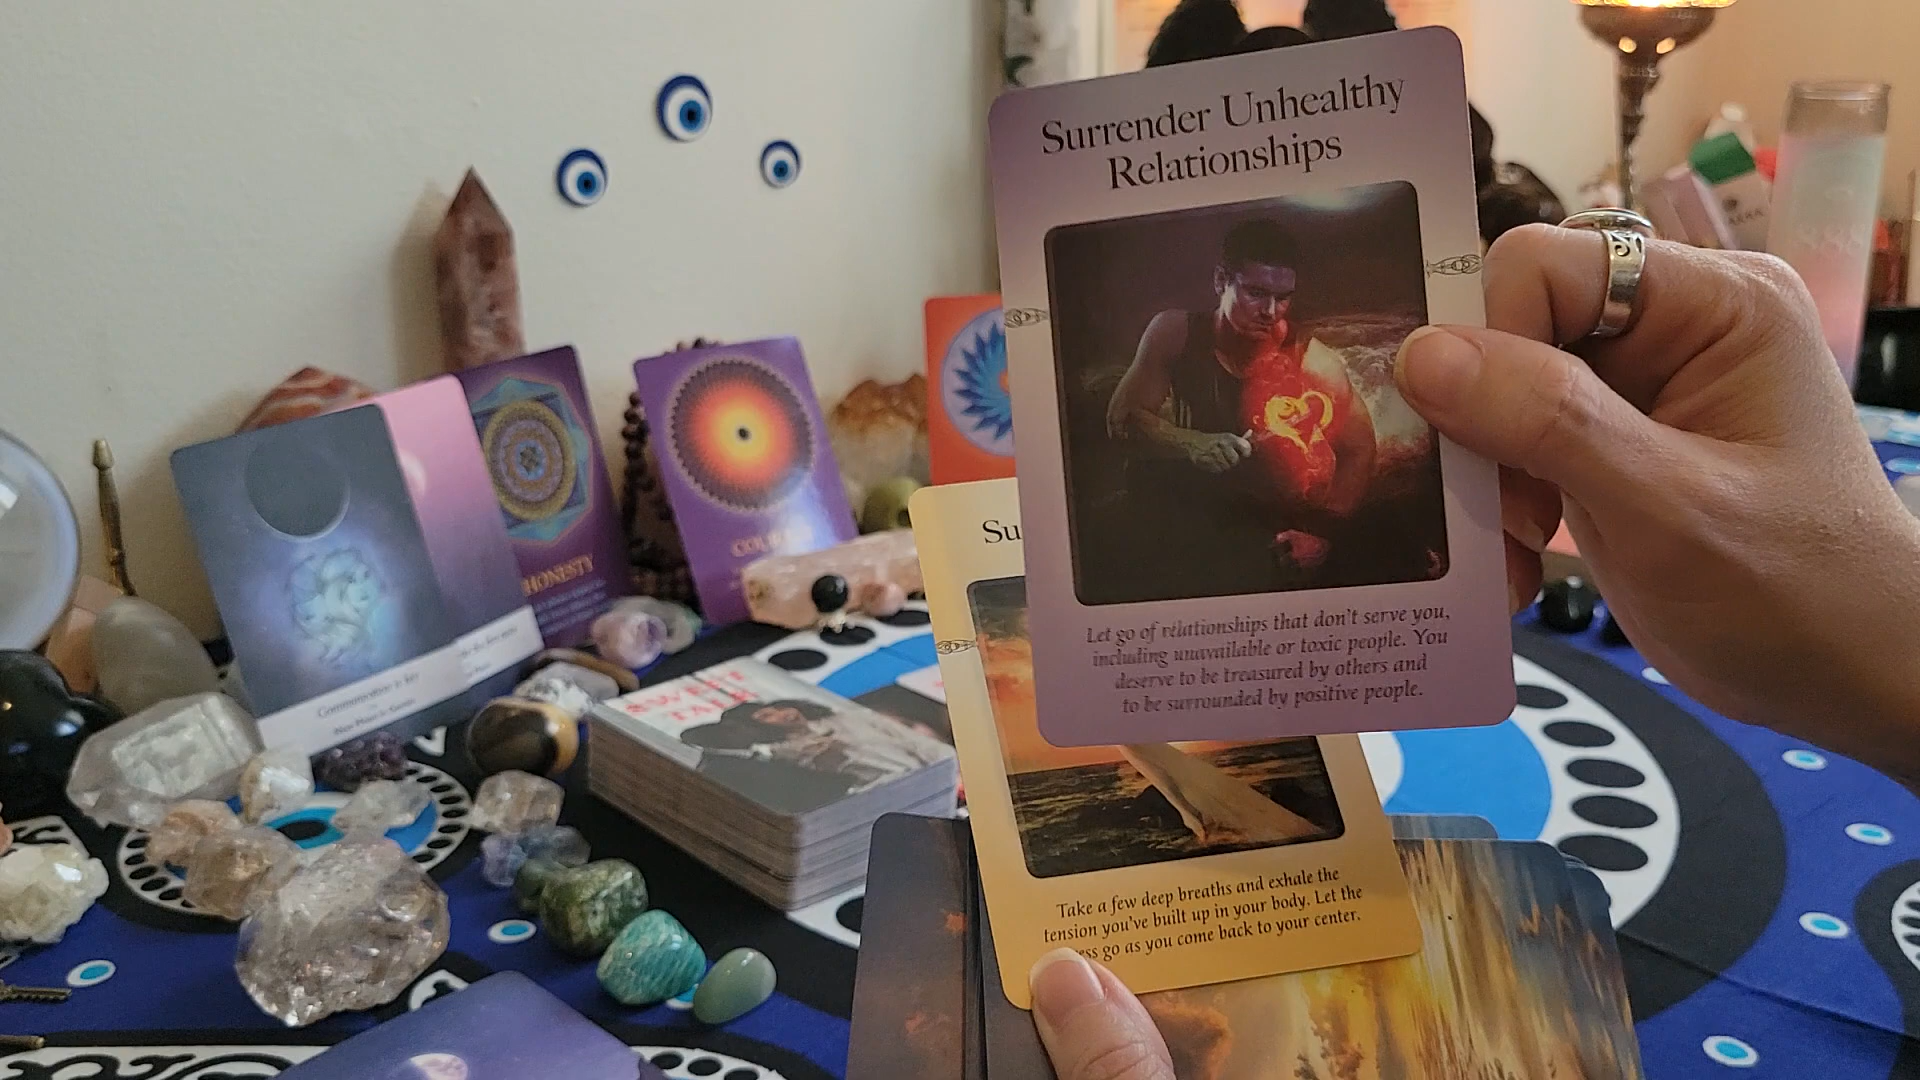 Surrender Unhealthy
Relationships
Let go of relationships that don't serve you,
including unavailable or toxic people. You
deserve to be treasured by others and
to be surrounded by positive people.
Su
Take a few deep breaths and exhale the
tension you've built up in your body. Let the
ess go as you come back to your center.
HONESTY
COU
SWEET
TALK